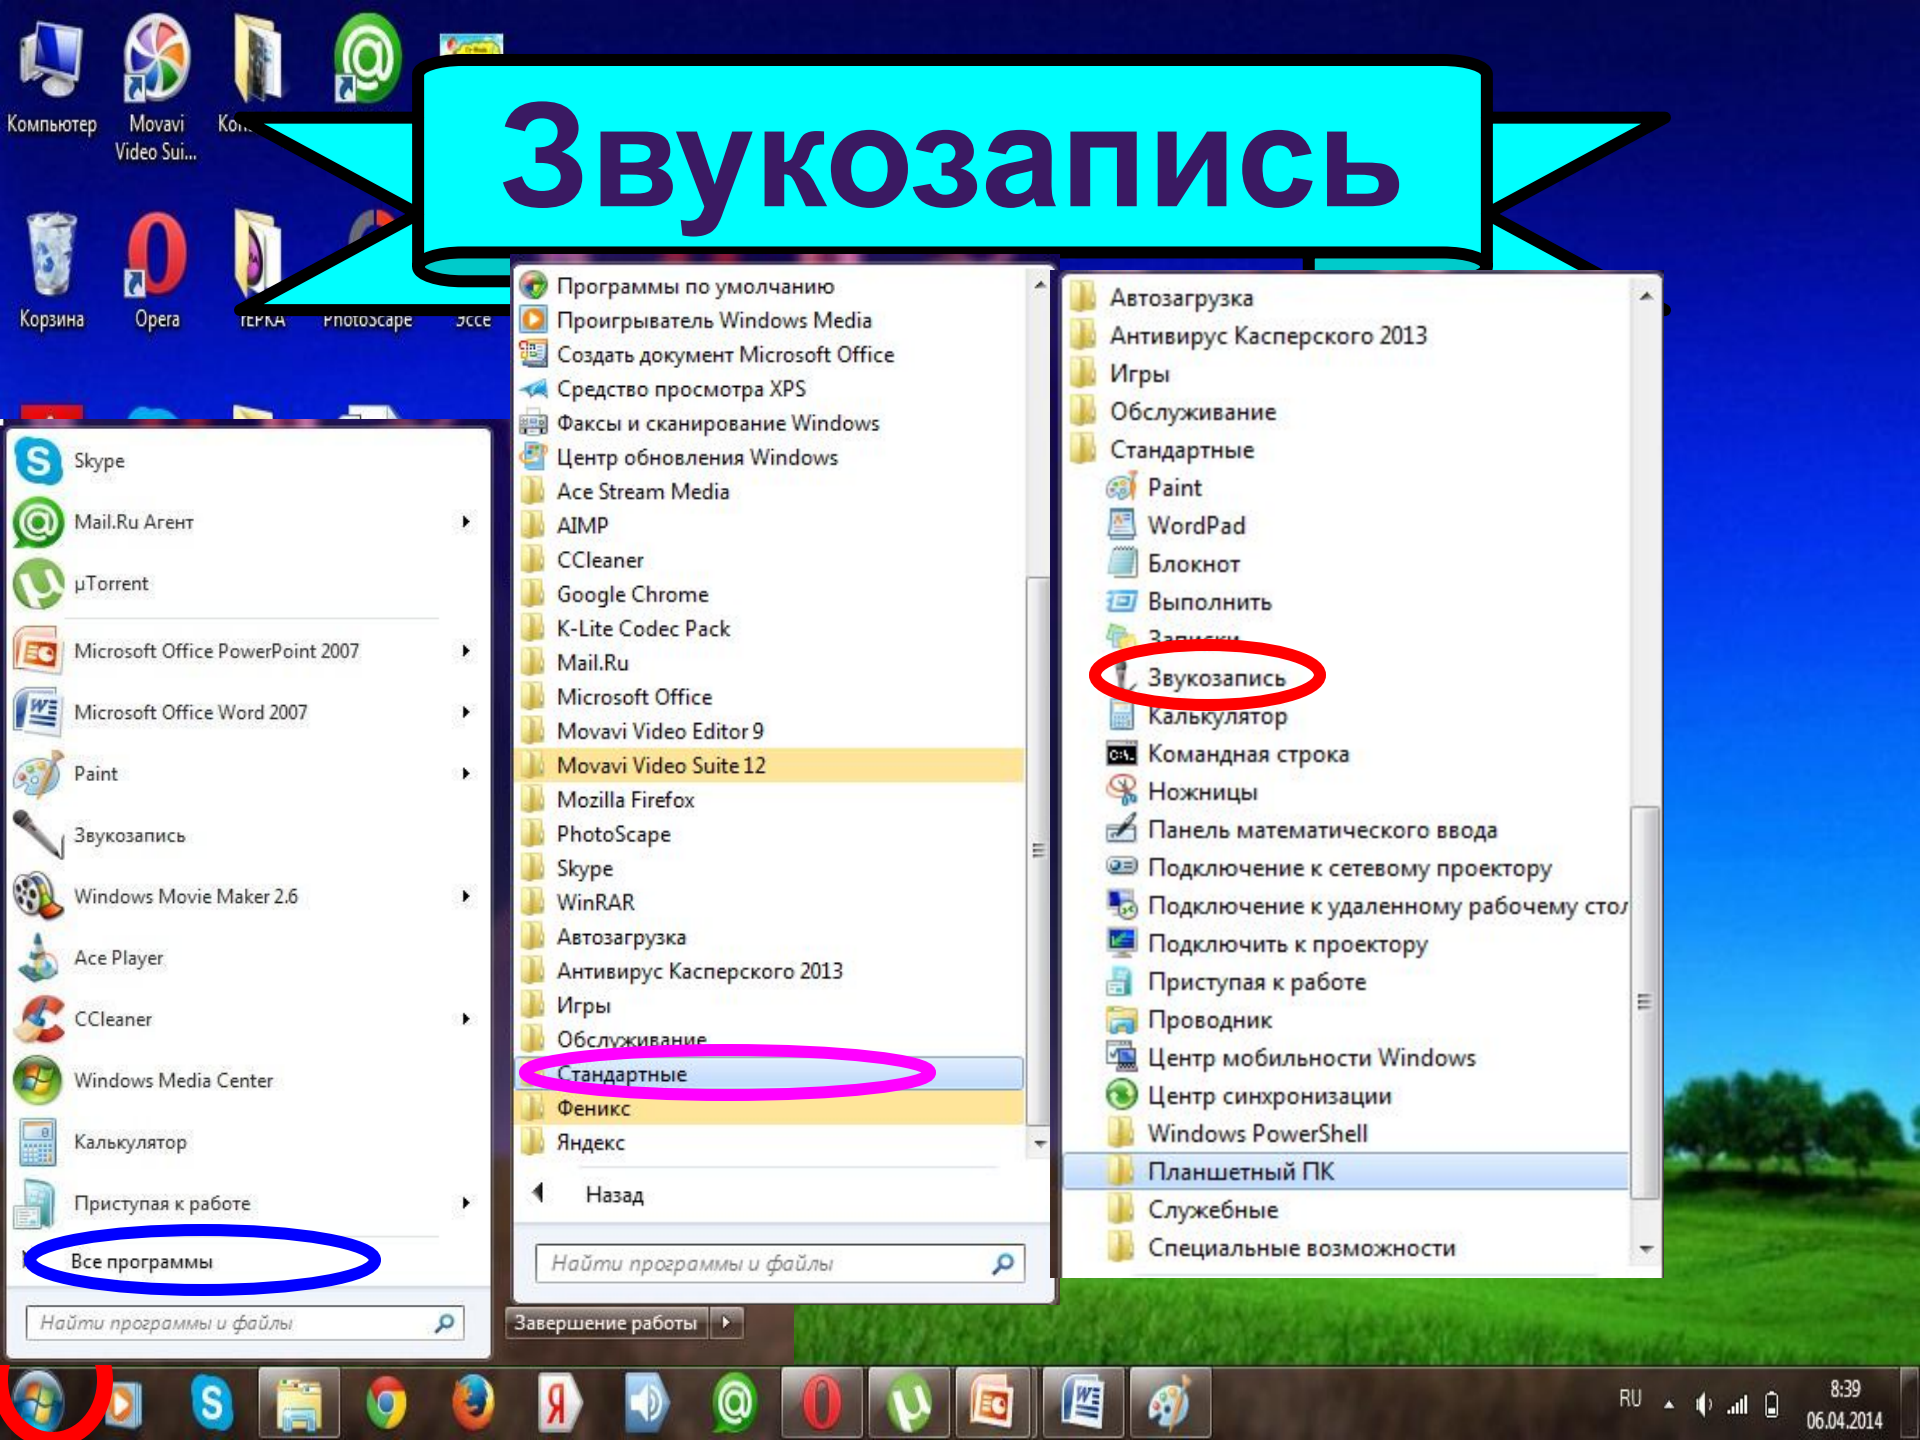 Компьютер
Movavi
Video Sui...
Звукозапись
Корзина
Opera
PhotoScape
Эссе
Skype
Mail.Ru Агент
µTorrent
Microsoft Office PowerPoint 2007
Microsoft Office Word 2007
Paint
Звукозапись
Windows Movie Maker 2.6
Ace Player
CCleaner
Windows Media Center
Калькулятор
Приступая к работе
Все программы
Найти программы и файлы
Программы по умолчанию
Проигрыватель Windows Media
Создать документ Microsoft Office
Средство просмотра XPS
Факсы и сканирование Windows
Центр обновления Windows
Ace Stream Media
AIMP
CCleaner
Google Chrome
K-Lite Codec Pack
Mail.Ru
Microsoft Office
Movavi Video Editor 9
Movavi Video Suite 12
Mozilla Firefox
PhotoScape
Skype
WinRAR
Автозагрузка
Антивирус Касперского 2013
Игры
Обслуживание
Стандартные
Феникс
Яндекс
Назад
Найти программы и файлы
Завершение работы
Автозагрузка
Антивирус Касперского 2013
Игры
Обслуживание
Стандартные
Paint
WordPad
Блокнот
Выполнить
Записки
Звукозапись
Калькулятор
Командная строка
Ножницы
Панель математического ввода
Подключение к сетевому проектору
Подключение к удаленному рабочему стол
Подключить к проектору
Приступая к работе
Проводник
Центр мобильности Windows
Центр синхронизации
Windows PowerShell
Планшетный ПК
Служебные
Специальные возможности
RU
8:39
06.04.2014